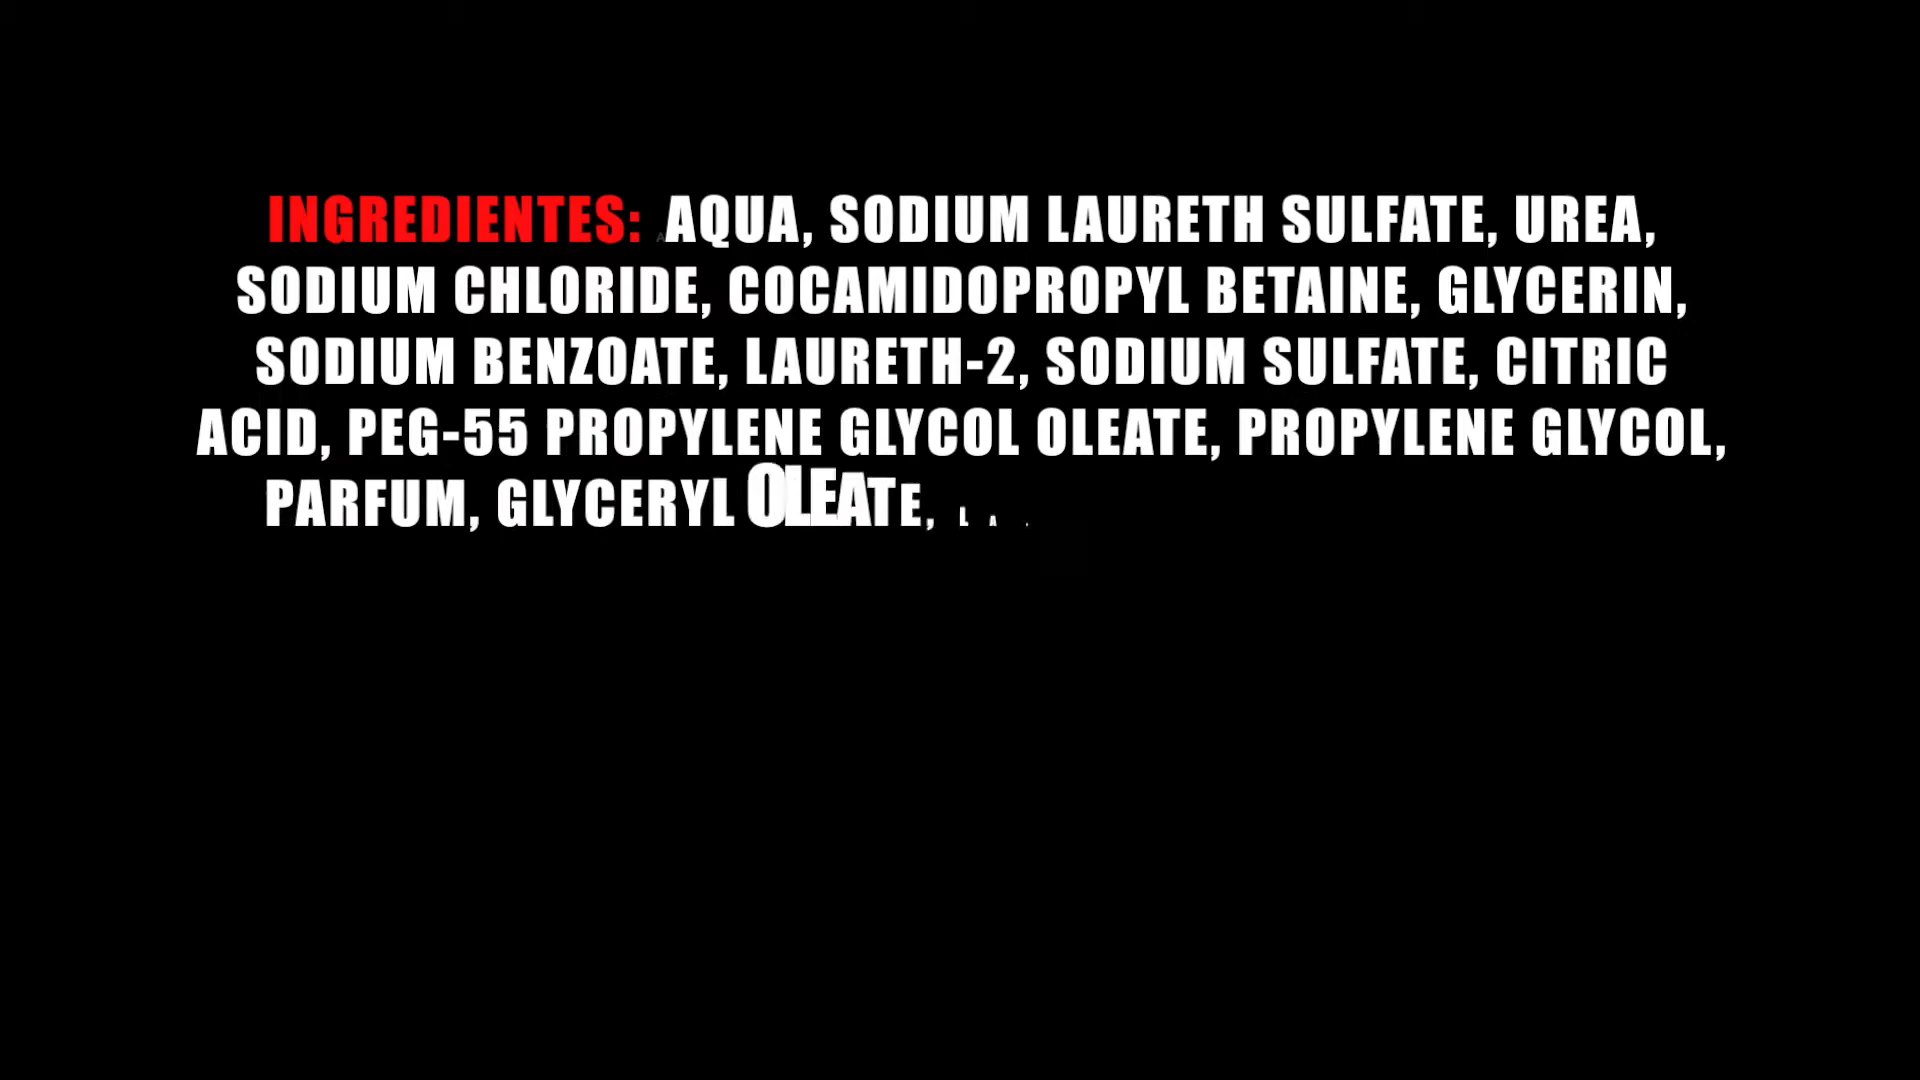 INGREDIENTES: AQUA, SODIUM LAURETH SULFATE, UREA,
SODIUM CHLORIDE, COCAMIDOPROPYL BETAINE, GLYCERIN,
SODIUM BENZOATE, LAURETH-2, SODIUM SULFATE, CITRIC
ACID, PEG-55 PROPYLENE GLYCOL OLEATE, PROPYLENE GLYCOL,
PARFUM, GLYCERYL OLEATE,